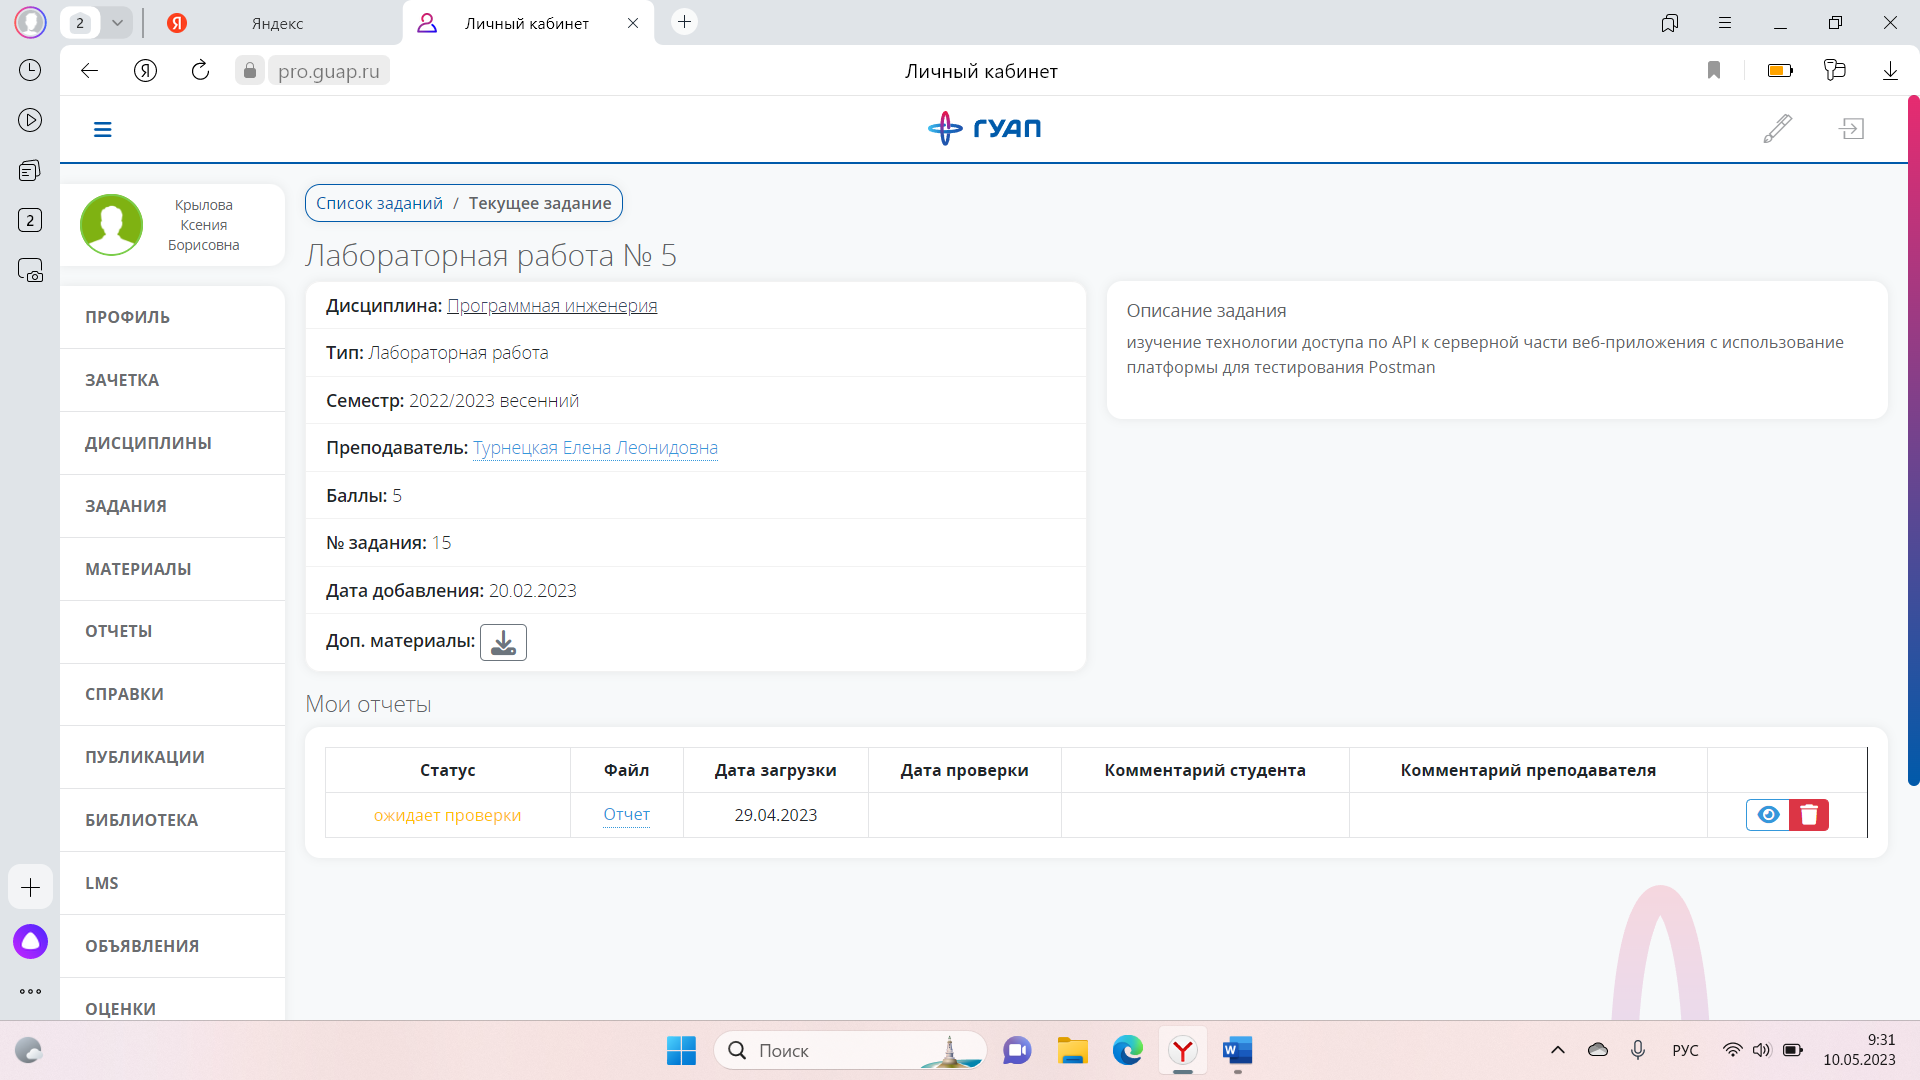 2
Яндекс
Личный кабинет
pro.guap.ru
Личный кабинет
ГУАП
2
Крылова
Ксения
Борисовна
ПРОФИЛЬ
ЗАЧЕТКА
ДИСЦИПЛИНЫ
ЗАДАНИЯ
МАТЕРИАЛЫ
ОТЧЕТЫ
СПРАВКИ
ПУБЛИКАЦИИ
БИБЛИОТЕКА
LMS
ОБЪЯВЛЕНИЯ
ОЦЕНКИ
Список заданий / Текущее задание
Лабораторная работа № 5
Дисциплина: Программная инженерия
Тип: Лабораторная работа
Семестр: 2022/2023 весенний
Преподаватель: Турнецкая Елена Леонидовна
Баллы: 5
№ задания: 15
Дата добавления: 20.02.2023
Доп. материалы:
Описание задания
изучение технологии доступа по API к серверной части веб-приложения с использование
платформы для тестирования Postman
Мои отчеты
Статус Файл Дата загрузки Дата проверки Комментарий студента Комментарий преподавателя
ожидает проверки Отчет 29.04.2023
Поиск
РУС
9:31
10.05.2023